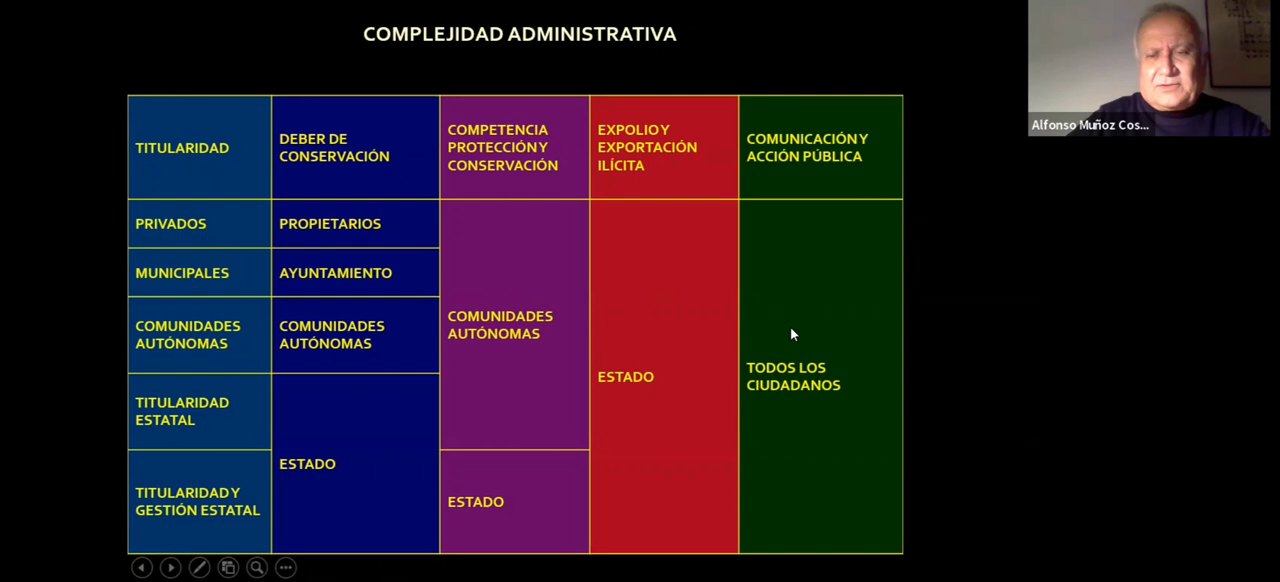 COMPLEJIDAD ADMINISTRATIVA
Alfonso Muñoz Cos...
TITULARIDAD
DEBER DE
CONSERVACIÓN
COMPETENCIA
PROTECCIÓN Y
CONSERVACIÓN
EXPOLIO Y
EXPORTACIÓN
ILÍCITA
COMUNICACIÓN Y
ACCIÓN PÚBLICA
PRIVADOS
PROPIETARIOS
MUNICIPALES
AYUNTAMIENTO
COMUNIDADES
AUTÓNOMAS
COMUNIDADES
AUTÓNOMAS
COMUNIDADES
AUTÓNOMAS
ESTADO
TODOS LOS
CIUDADANOS
TITULARIDAD
ESTATAL
ESTADO
TITULARIDAD Y
GESTIÓN ESTATAL
ESTADO